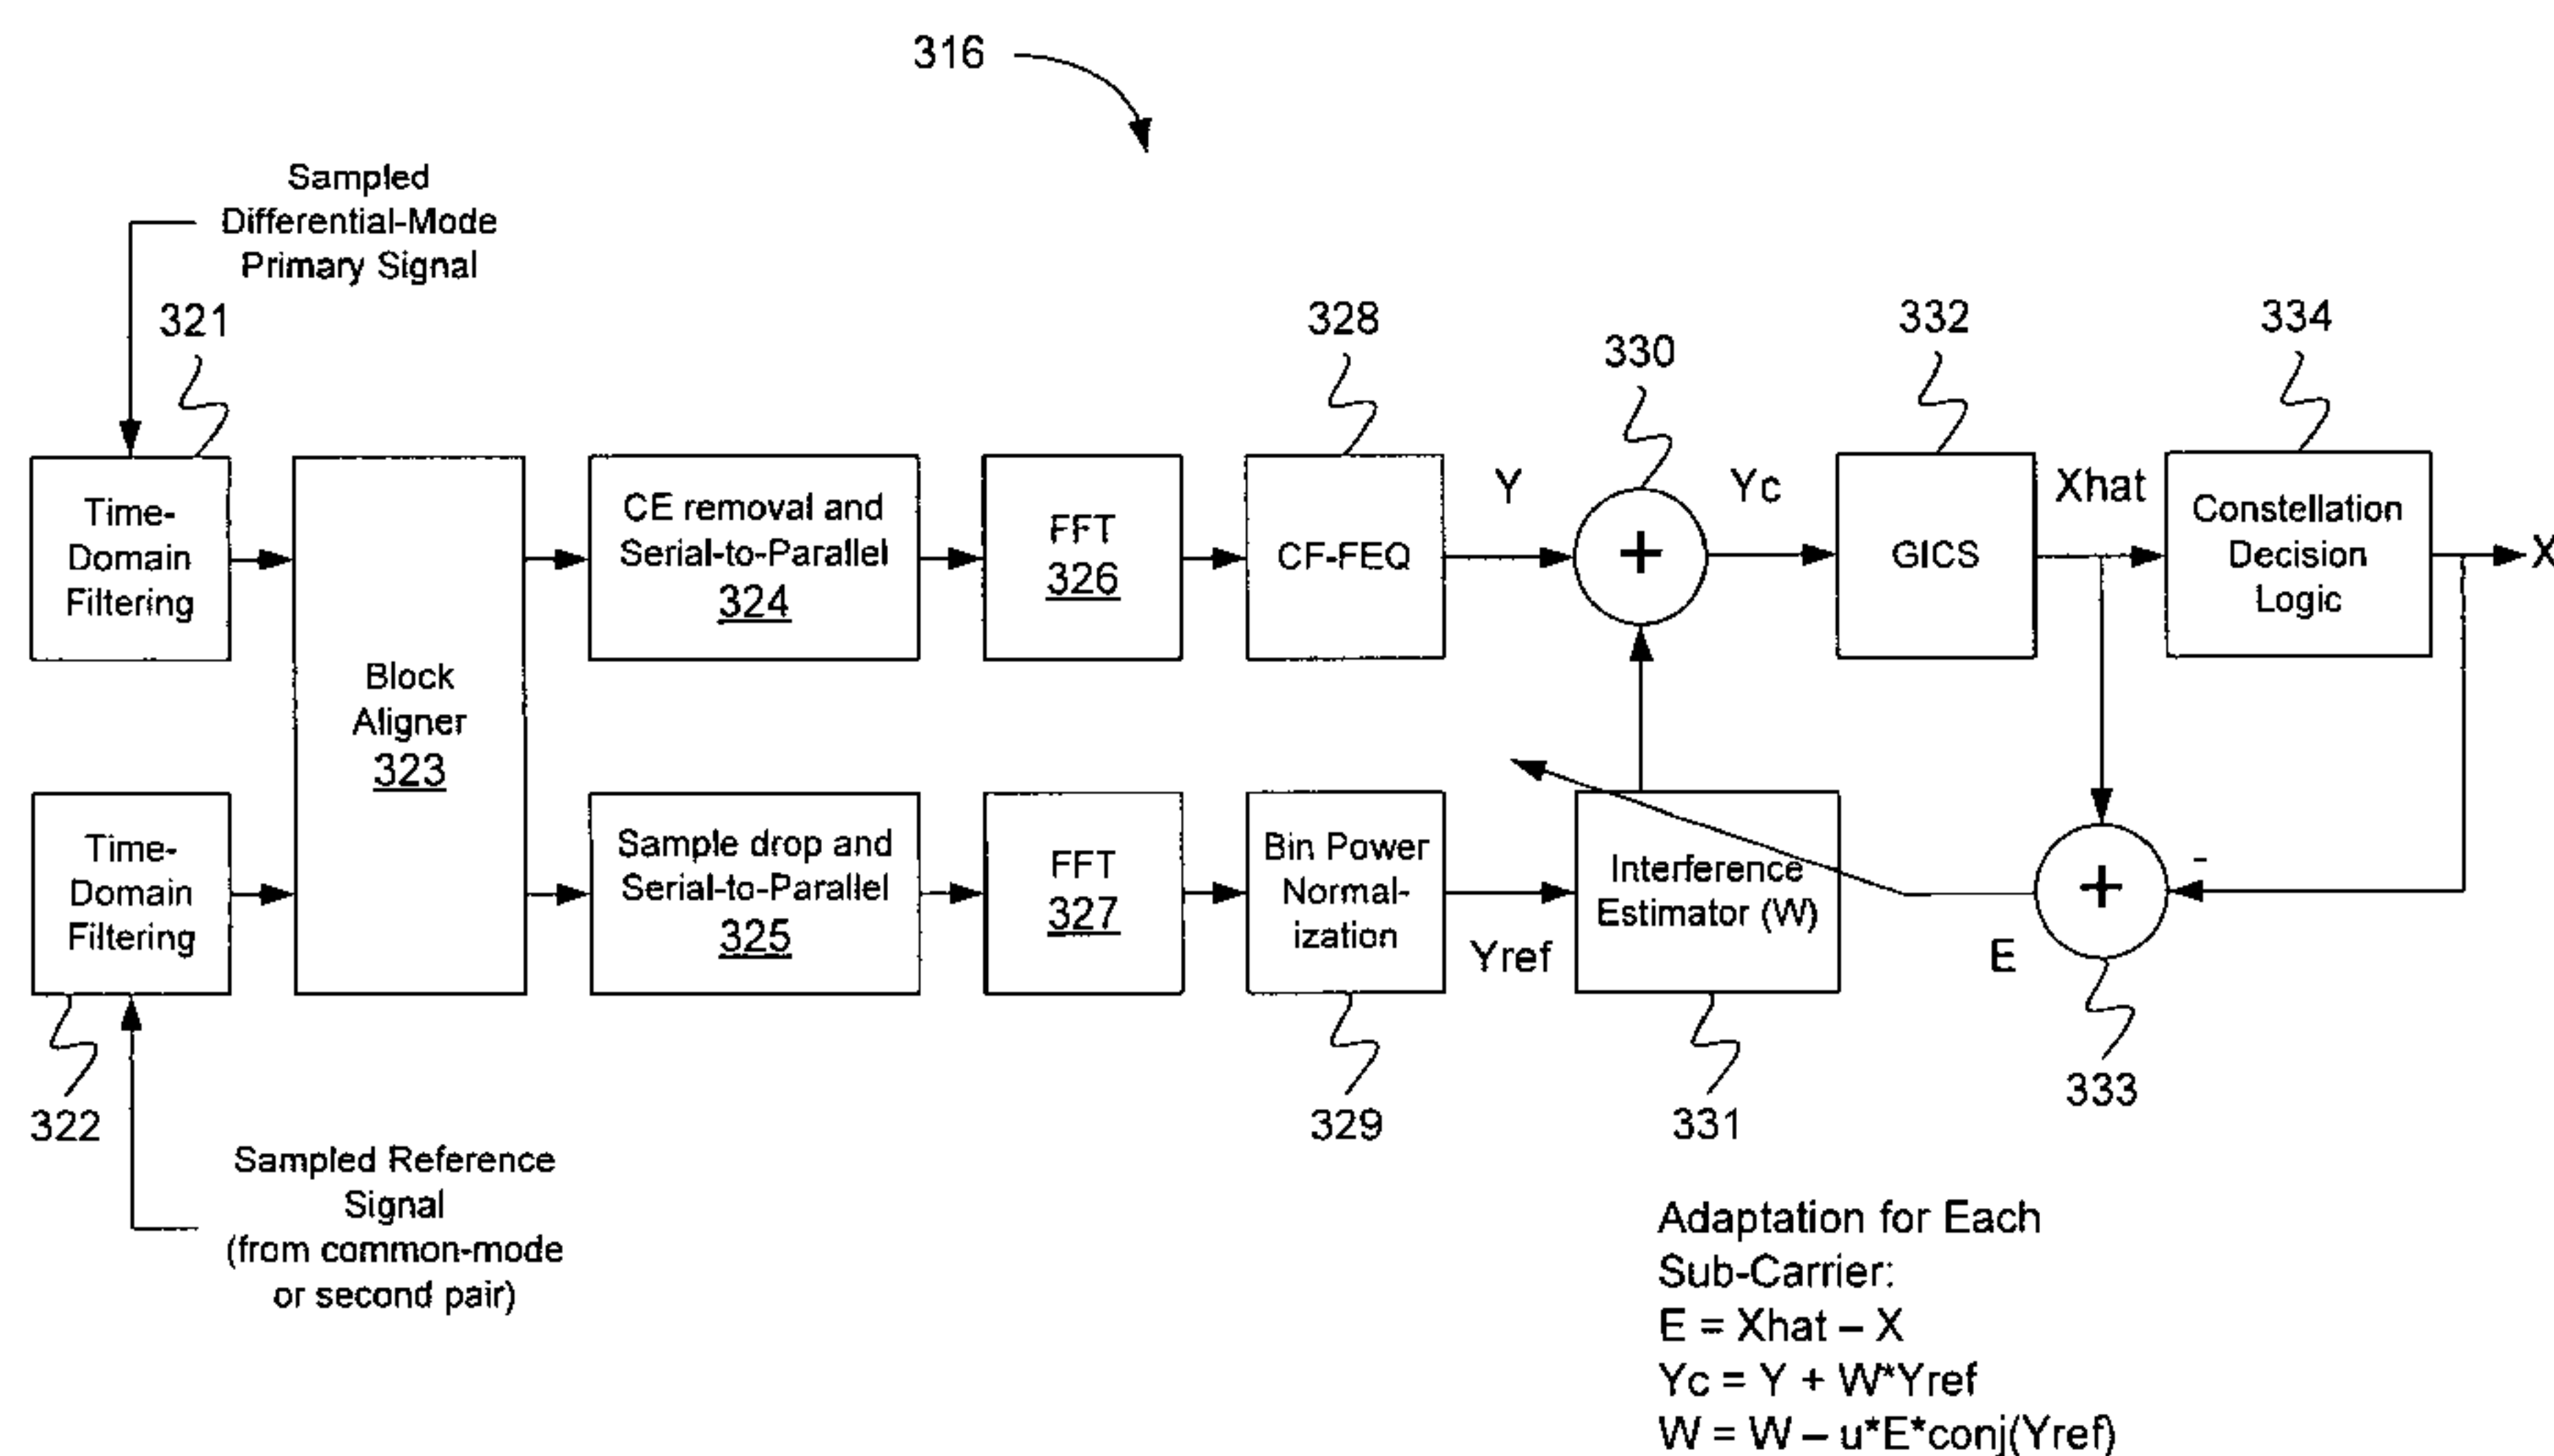 316
Sampled
Differential-Mode
Primary Signal
321
328
330
332
334
Time-
Domain
Filtering
Block
Aligner
323
CE removal and
Serial-to-Parallel
324
FFT
326
CF-FEQ
Y
+
Yc
GICS
Xhat
Constellation
Decision
Logic
X
Time-
Domain
Filtering
Sample drop and
Serial-to-Parallel
325
FFT
327
Bin Power
Normal-
ization
Yref
Interference
Estimator (W)
E
+
-
322
329
331
333
Sampled Reference
Signal
(from common-mode
or second pair)
Adaptation for Each
Sub-Carrier:
E = Xhat – X
Yc = Y + W*Yref
W = W – u*E*conj(Yref)